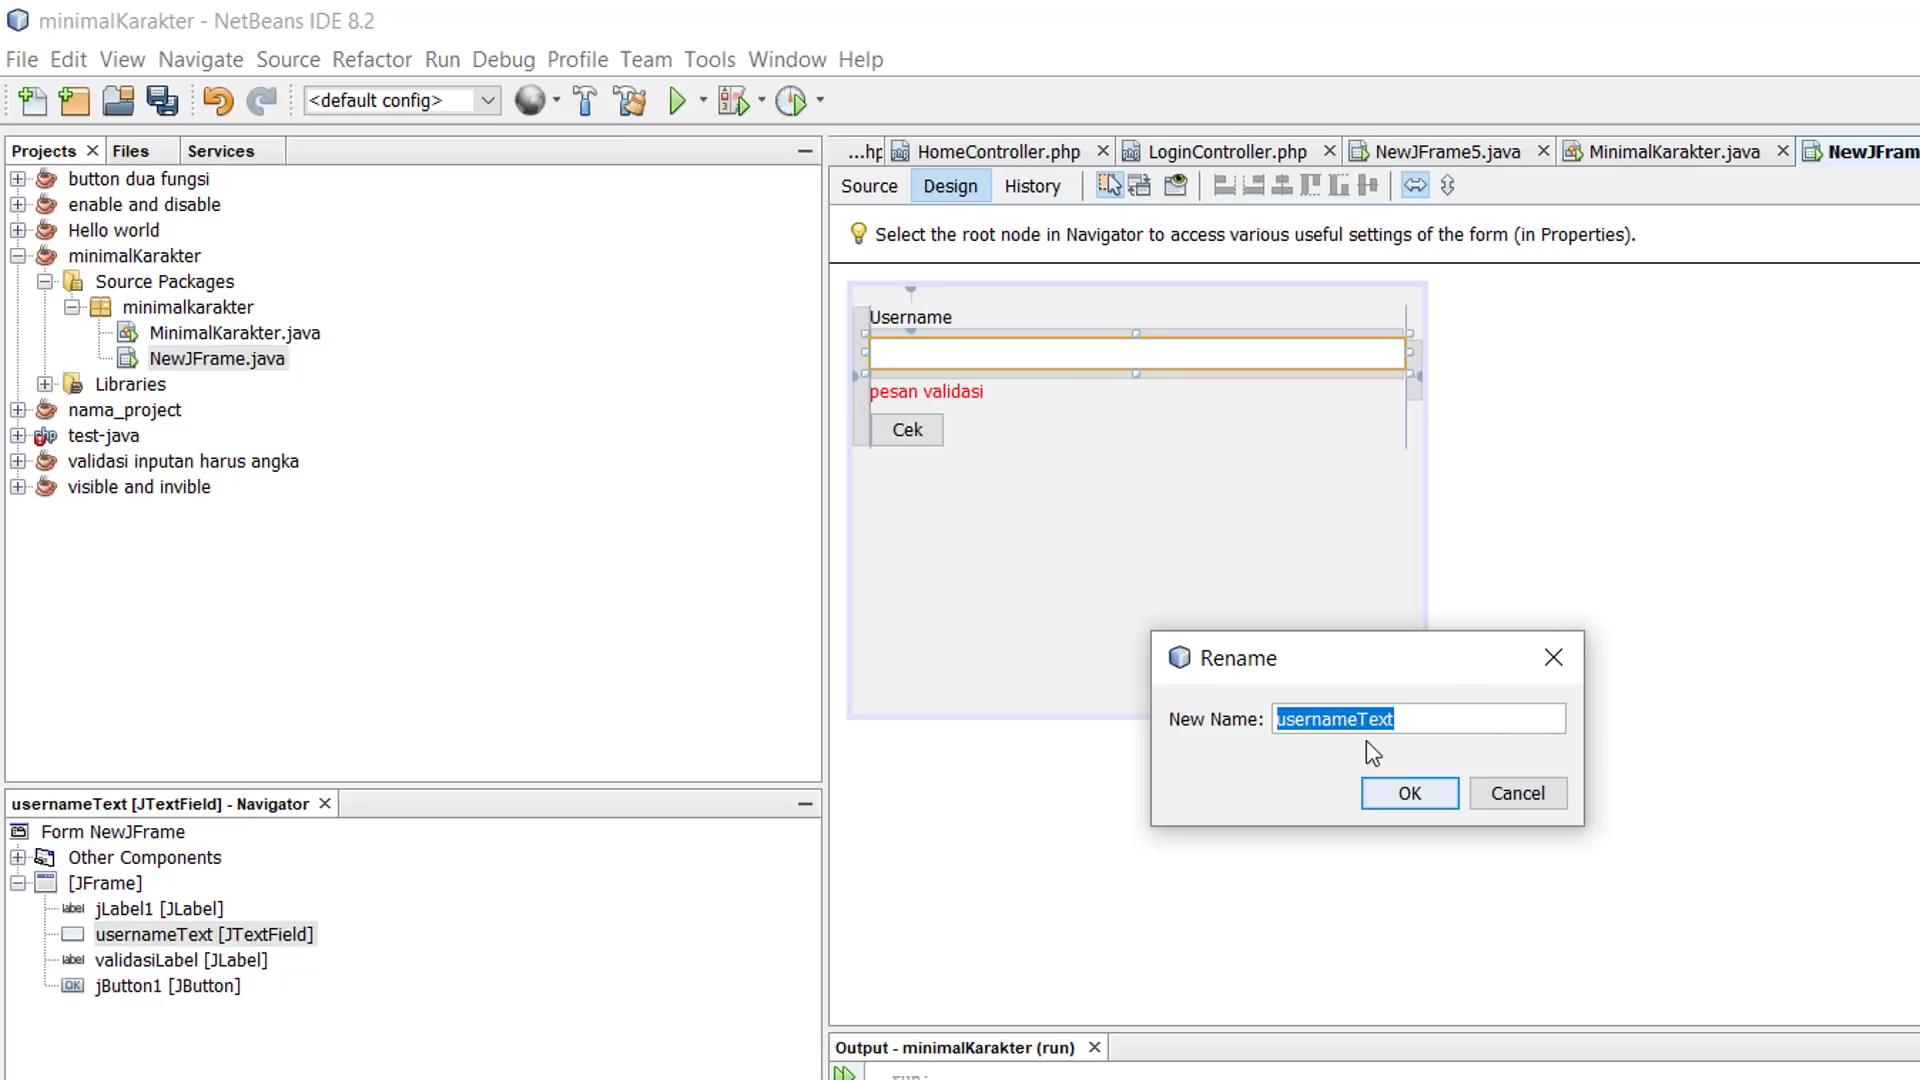 minimalKarakter - NetBeans IDE 8.2
File Edit View Navigate Source Refactor Run Debug Profile Team Tools Window Help
<default config>
Projects Files Services
button dua fungsi
enable and disable
Hello world
minimalKarakter
Source Packages
minimalkarakter
MinimalKarakter.java
NewJFrame.java
Libraries
nama_project
test-java
validasi inputan harus angka
visible and invible
...hp HomeController.php LoginController.php NewJFrame5.java MinimalKarakter.java NewJFram
Source Design History
Select the root node in Navigator to access various useful settings of the form (in Properties).
Username
pesan validasi
Cek
Rename
New Name: usernameText
OK Cancel
usernameText [JTextField] - Navigator
Form NewJFrame
Other Components
[JFrame]
label jLabel1 [JLabel]
usernameText [JTextField]
label validasiLabel [JLabel]
OK jButton1 [JButton]
Output - minimalKarakter (run)
run: